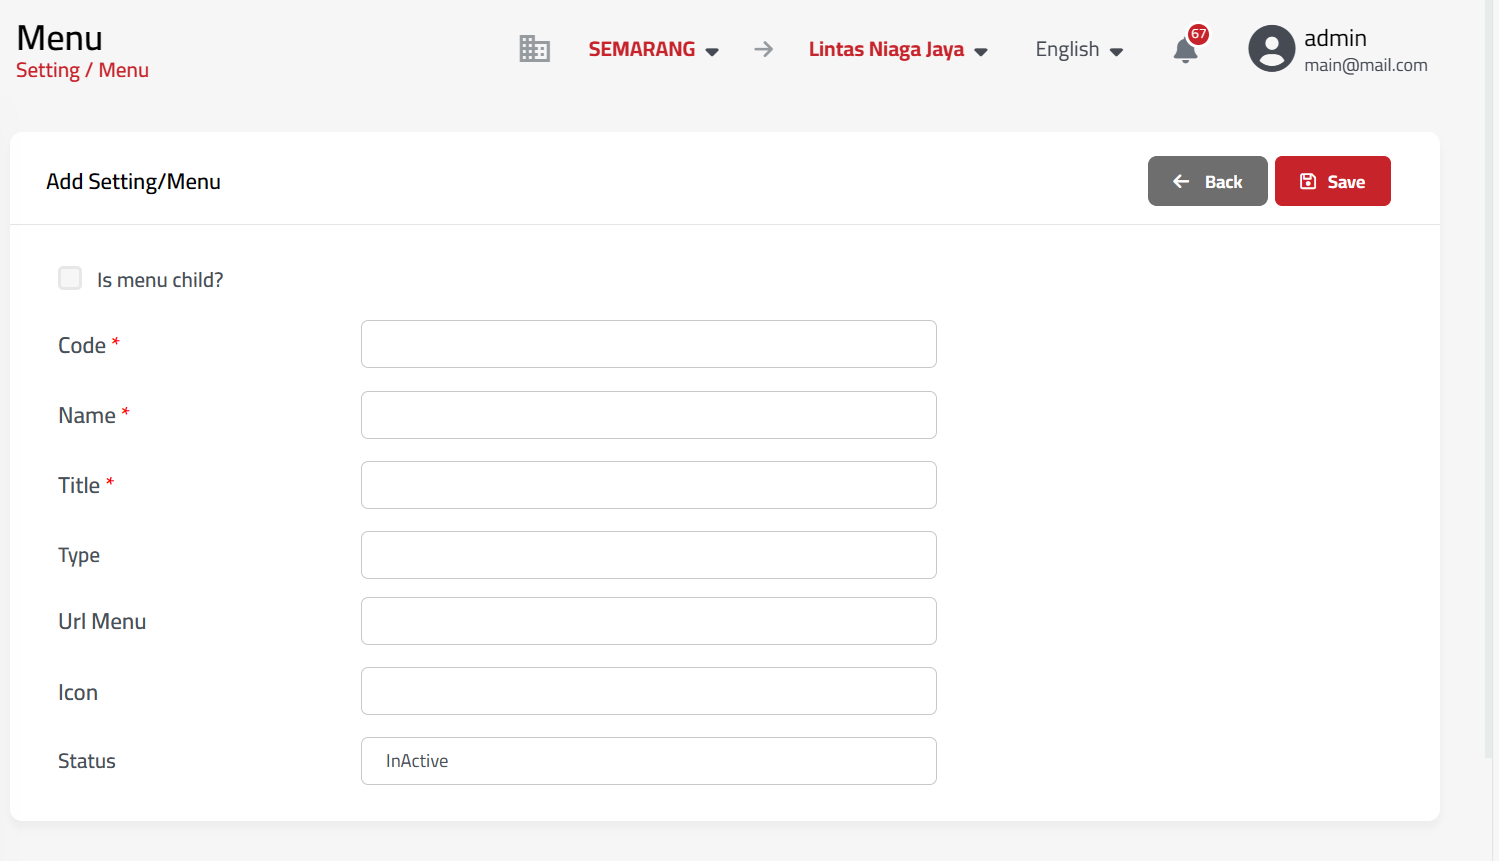 Menu
Setting / Menu
SEMARANG
Lintas Niaga Jaya
English
67
admin
main@mail.com
Add Setting/Menu
Back
Save
Is menu child?
Code *
Name *
Title *
Type
Url Menu
Icon
Status
InActive